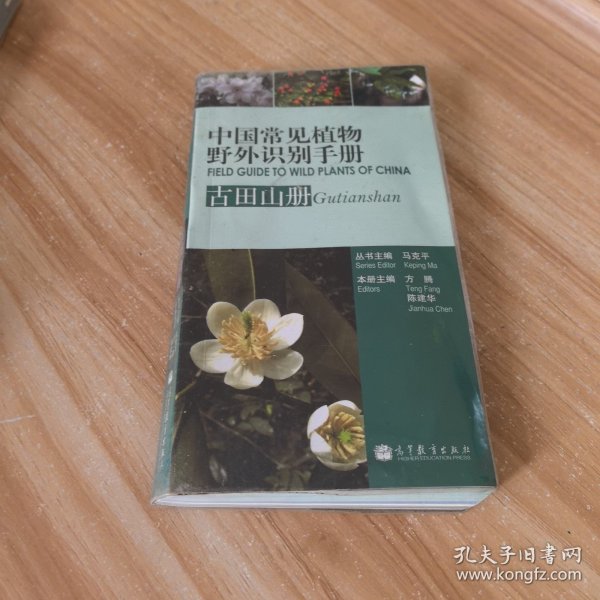 中国常见植物
野外识别手册
FIELD GUIDE TO WILD PLANTS OF CHINA
古田山册 Gutianshan
丛书主编 马克平
Series Editor Keping Ma
本册主编 方 腾
Editors Teng Fang
陈建华
Jianhua Chen
高等教育出版社
HIGHER EDUCATION PRESS
孔夫子旧书网
www.kongfz.com